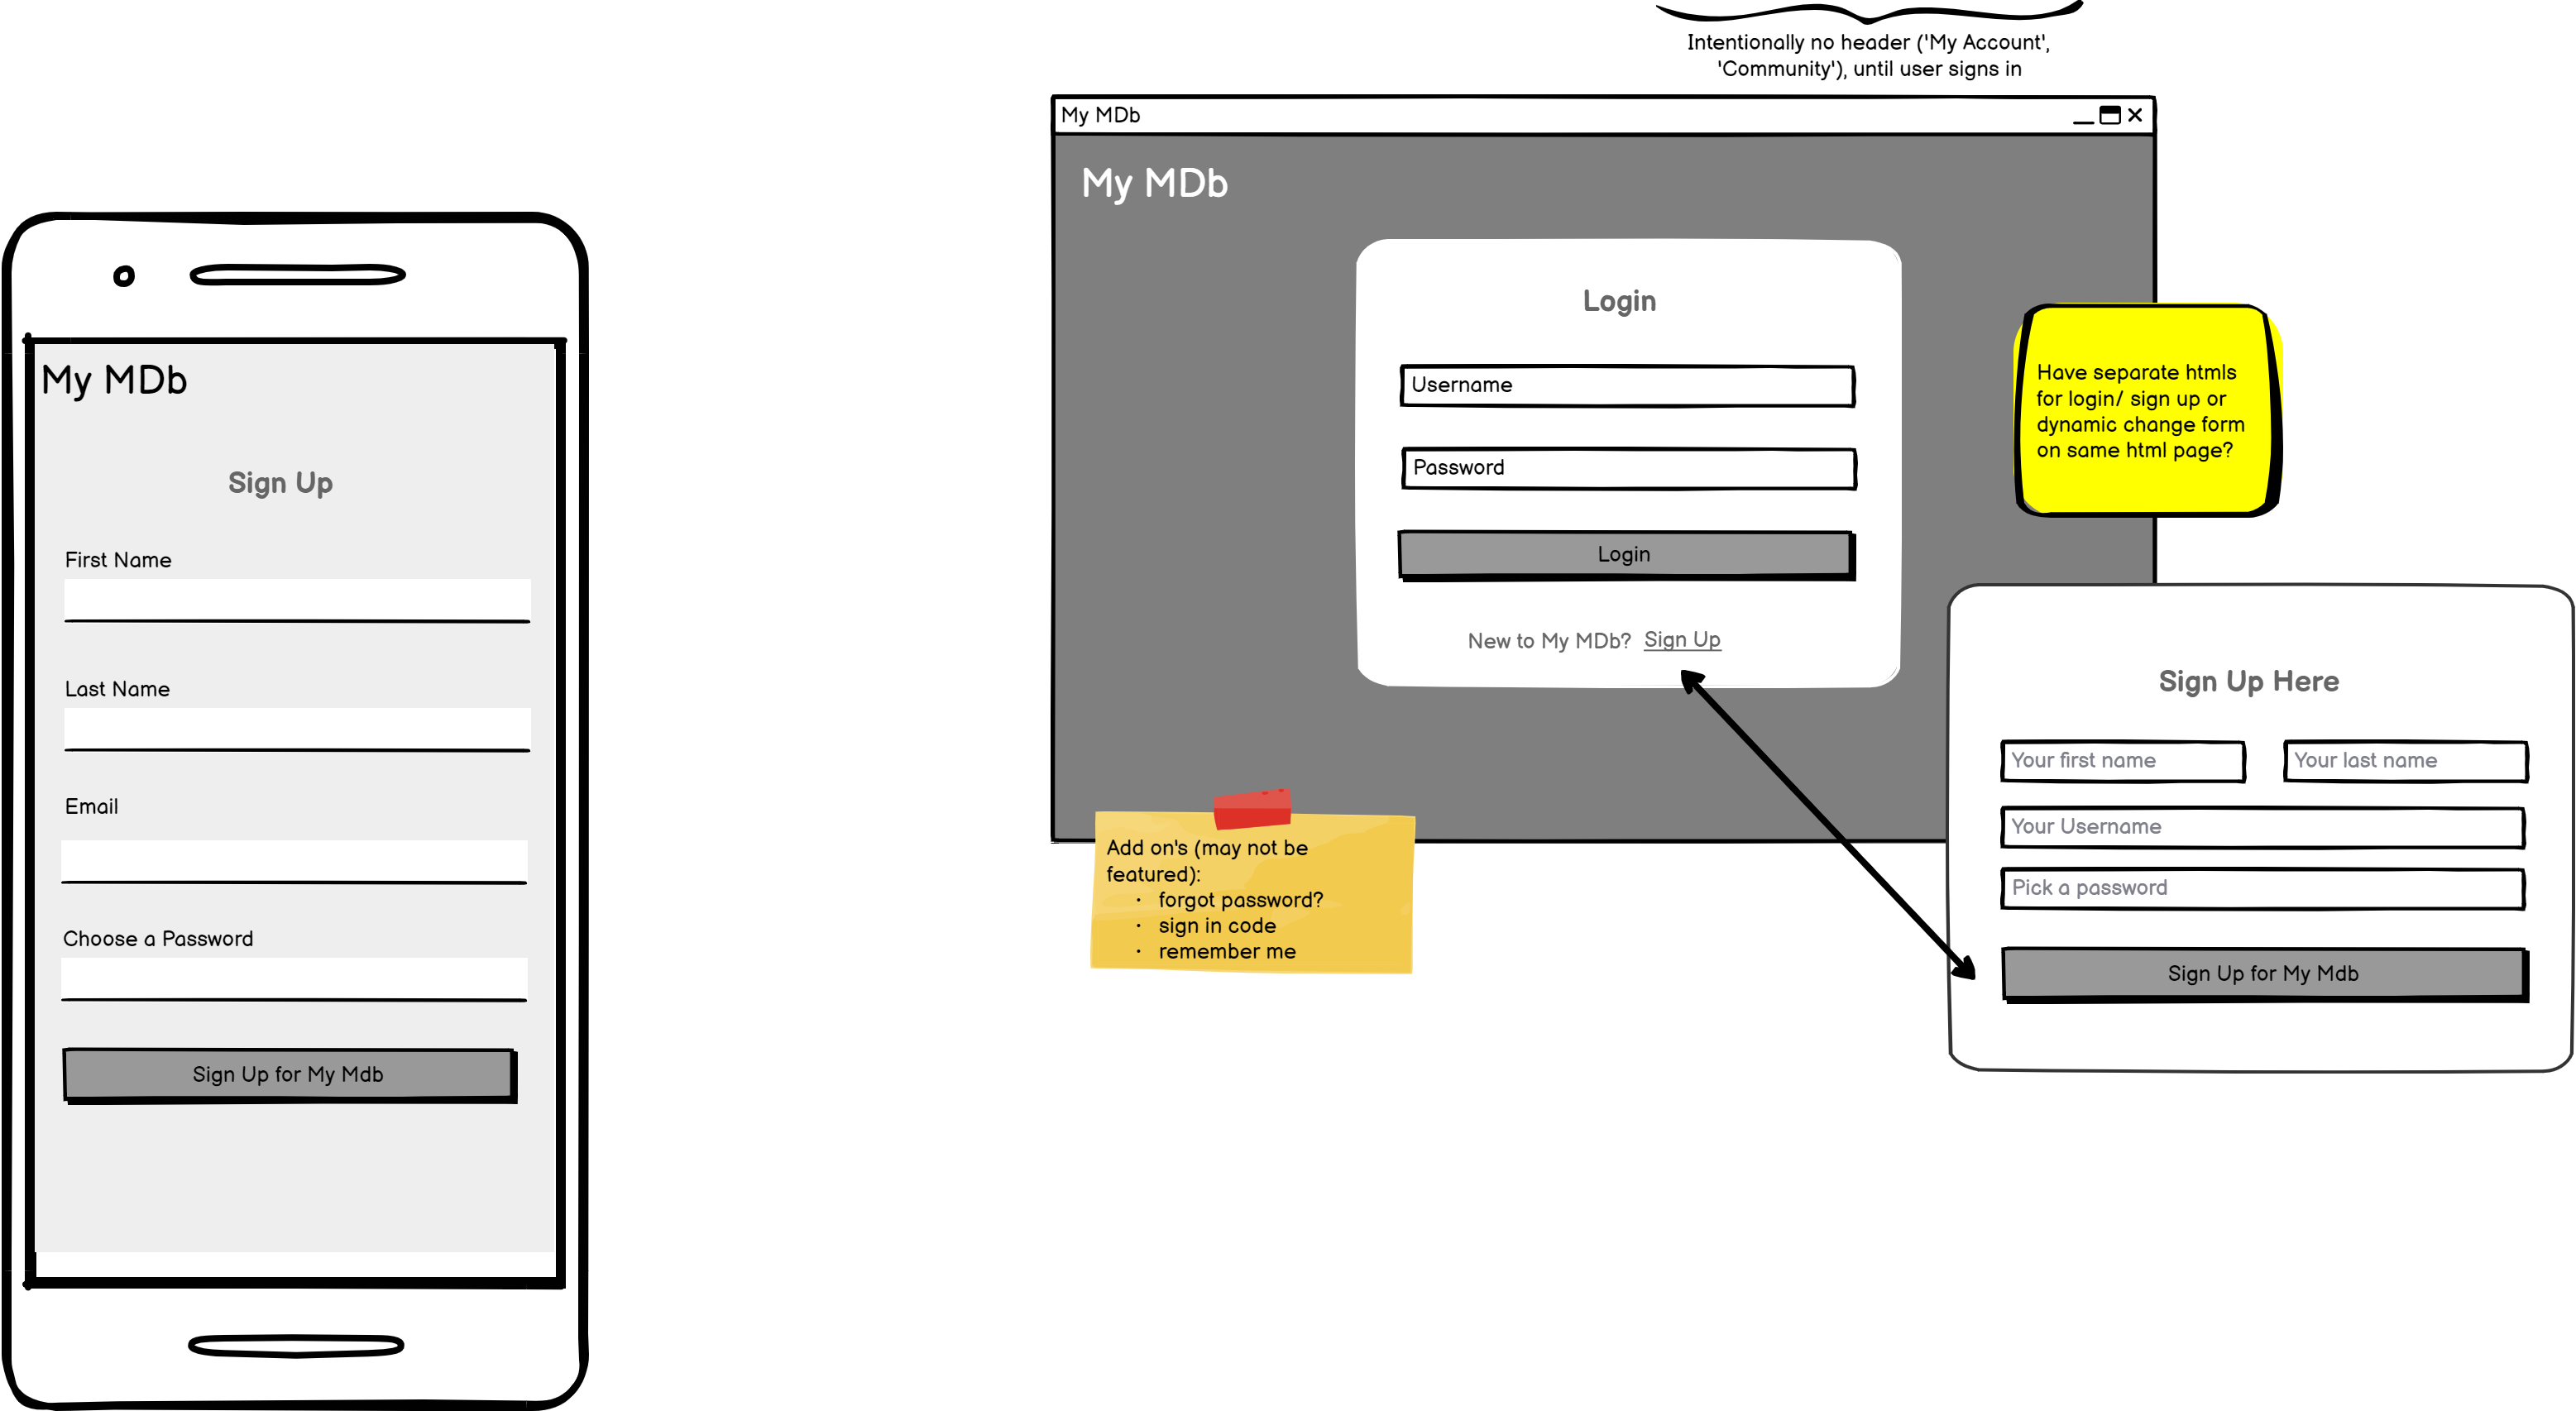 Intentionally no header ('My Account',
'Community'), until user signs in
My MDb
My MDb
Login
Username
Password
Login
New to My MDb? Sign Up
Have separate htmls
for login/ sign up or
dynamic change form
on same html page?
Add on's (may not be
featured):
· forgot password?
· sign in code
· remember me
Sign Up Here
Your first name
Your last name
Your Username
Pick a password
Sign Up for My Mdb
My MDb
Sign Up
First Name
Last Name
Email
Choose a Password
Sign Up for My Mdb